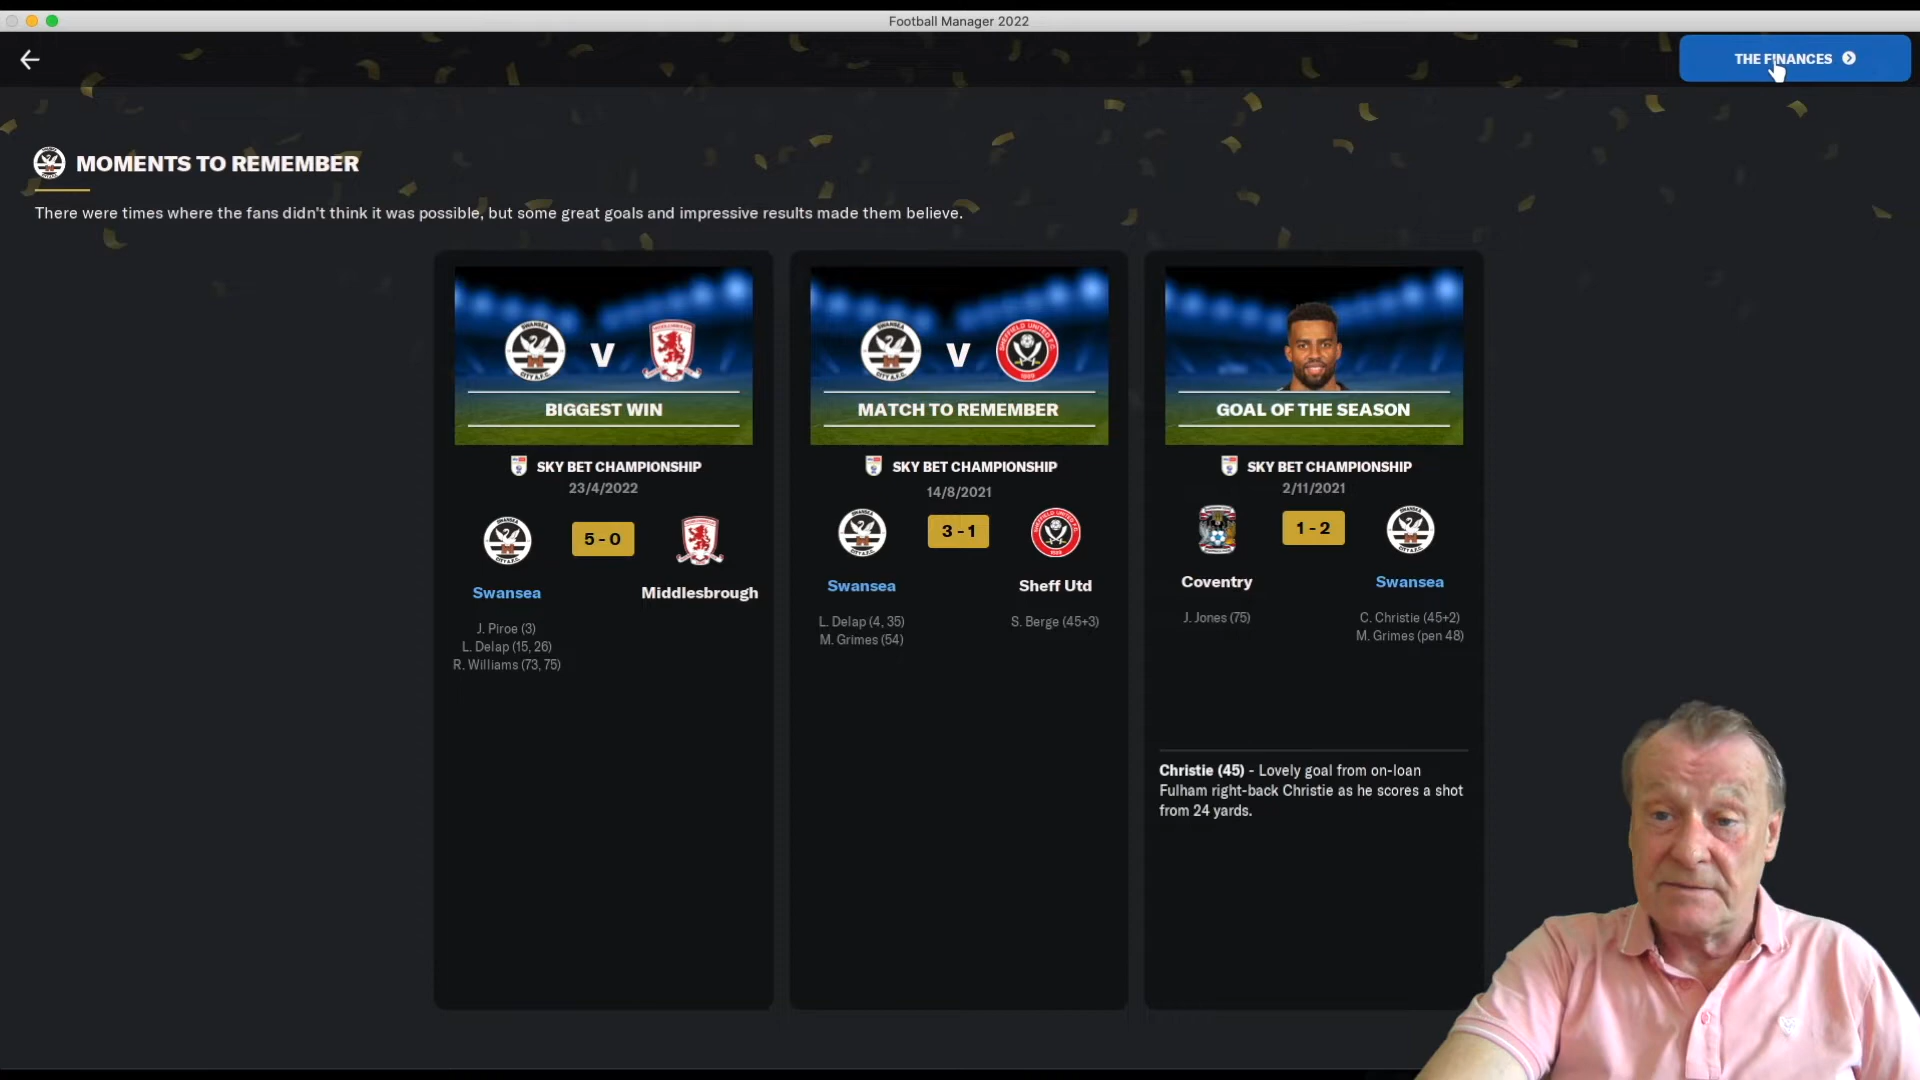 Football Manager 2022
THE FINANCES
MOMENTS TO REMEMBER
There were times where the fans didn't think it was possible, but some great goals and impressive results made them believe.
V
BIGGEST WIN
SKY BET CHAMPIONSHIP
23/4/2022
5 - 0
Swansea
Middlesbrough
J. Piroe (3)
L. Delap (15, 26)
R. Williams (73, 75)
V
MATCH TO REMEMBER
SKY BET CHAMPIONSHIP
14/8/2021
3 - 1
Swansea
Sheff Utd
L. Delap (4, 35)
M. Grimes (54)
S. Berge (45+3)
GOAL OF THE SEASON
SKY BET CHAMPIONSHIP
2/11/2021
1 - 2
Coventry
Swansea
J. Jones (75)
C. Christie (45+2)
M. Grimes (pen 48)
Christie (45) - Lovely goal from on-loan
Fulham right-back Christie as he scores a shot
from 24 yards.